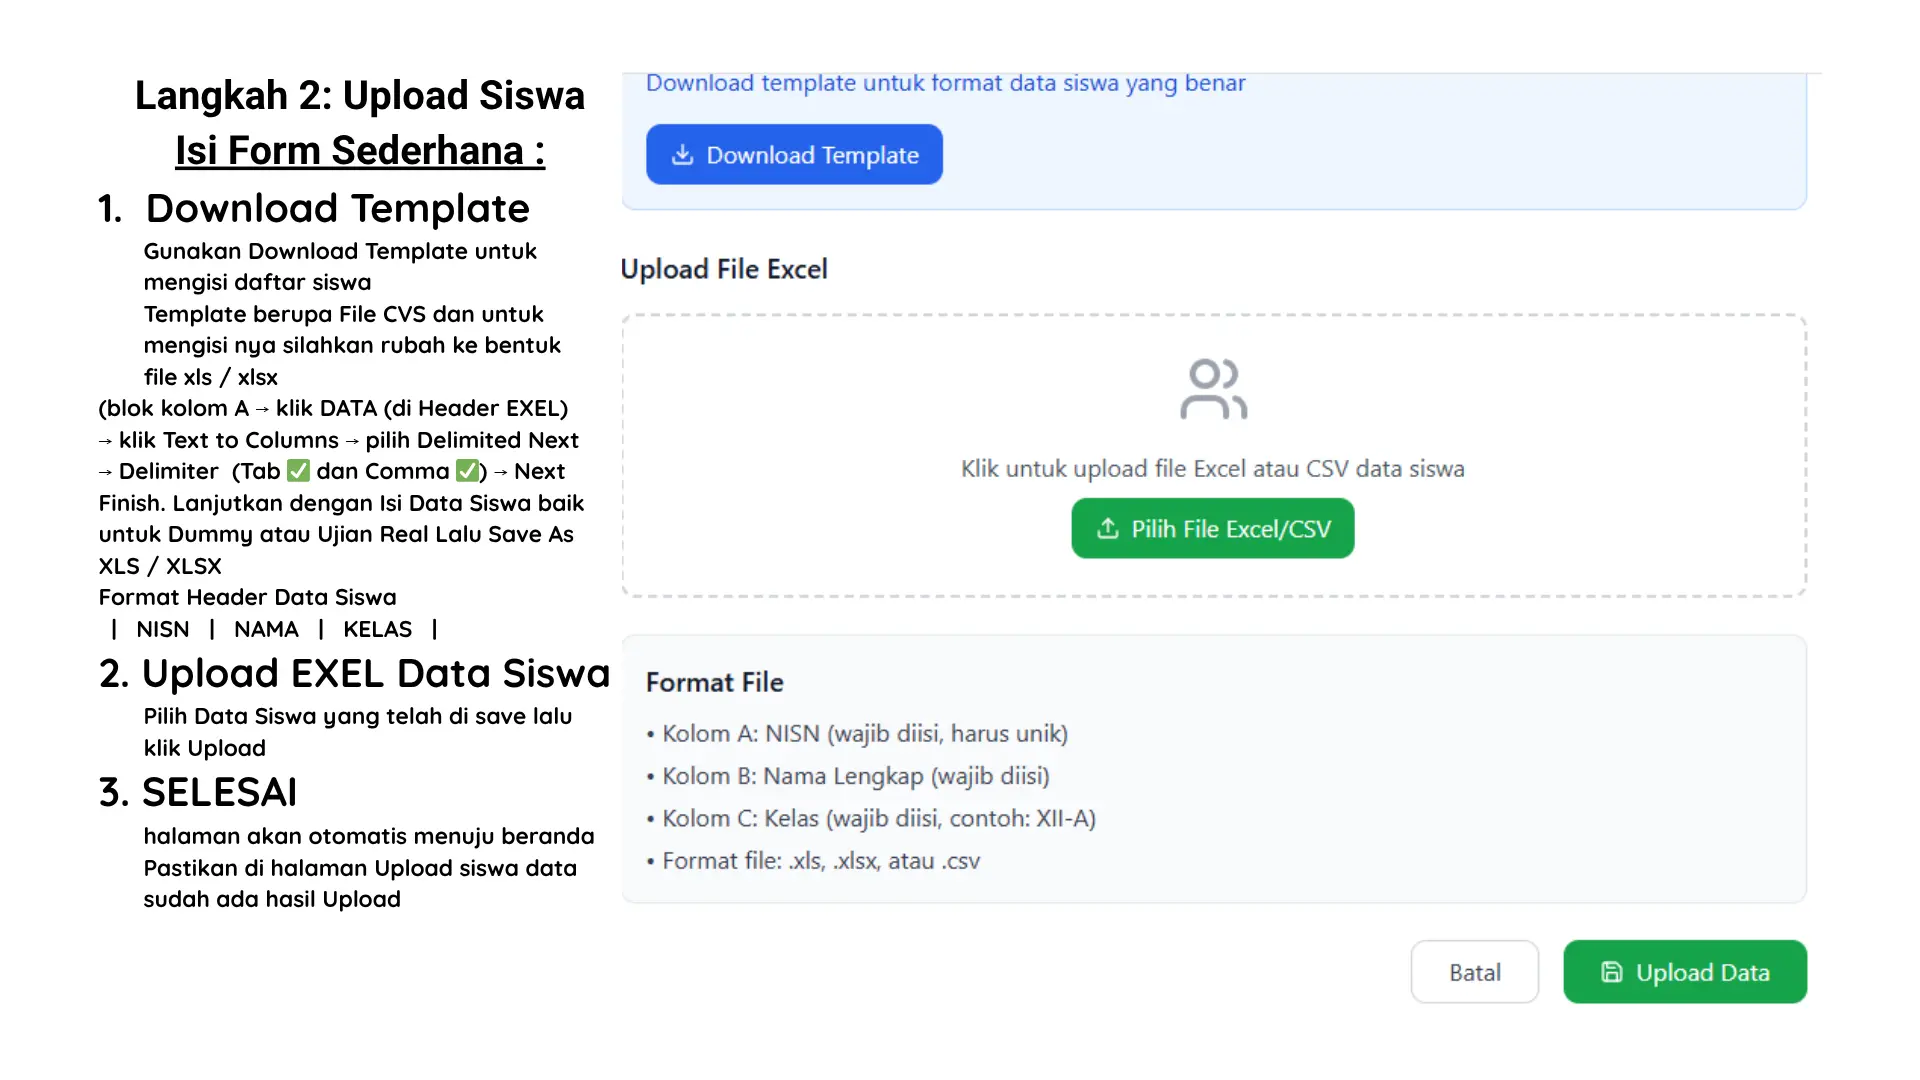 Langkah 2: Upload Siswa
Isi Form Sederhana :
1. Download Template
Gunakan Download Template untuk
mengisi daftar siswa
Template berupa File CVS dan untuk
mengisi nya silahkan rubah ke bentuk
file xls / xlsx
(blok kolom A → klik DATA (di Header EXEL)
→ klik Text to Columns → pilih Delimited Next
→ Delimiter (Tab ✅ dan Comma ✅) → Next
Finish. Lanjutkan dengan Isi Data Siswa baik
untuk Dummy atau Ujian Real Lalu Save As
XLS / XLSX
Format Header Data Siswa
| NISN | NAMA | KELAS |
2. Upload EXEL Data Siswa
Pilih Data Siswa yang telah di save lalu
klik Upload
3. SELESAI
halaman akan otomatis menuju beranda
Pastikan di halaman Upload siswa data
sudah ada hasil Upload
Download template untuk format data siswa yang benar
Download Template
Upload File Excel
Klik untuk upload file Excel atau CSV data siswa
Pilih File Excel/CSV
Format File
• Kolom A: NISN (wajib diisi, harus unik)
• Kolom B: Nama Lengkap (wajib diisi)
• Kolom C: Kelas (wajib diisi, contoh: XII-A)
• Format file: .xls, .xlsx, atau .csv
Batal
Upload Data